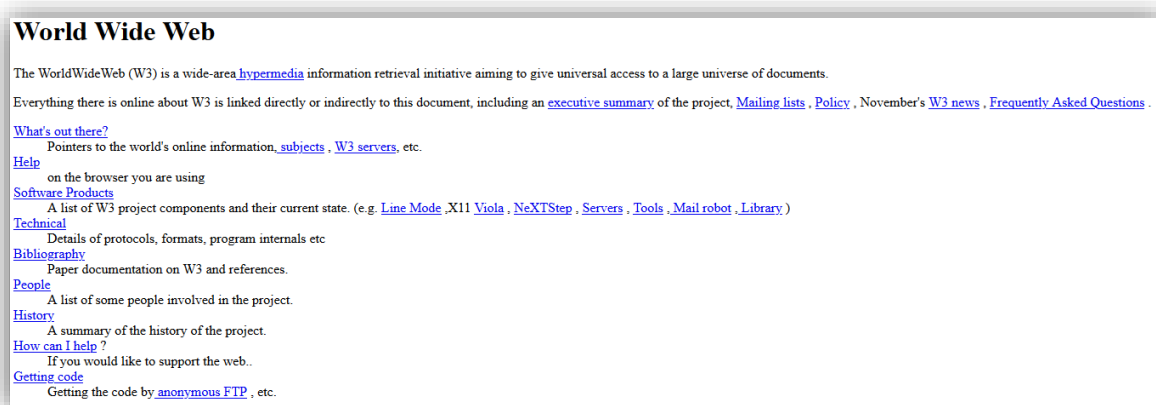 World Wide Web
The WorldWideWeb (W3) is a wide-area hypermedia information retrieval initiative aiming to give universal access to a large universe of documents.
Everything there is online about W3 is linked directly or indirectly to this document, including an executive summary of the project, Mailing lists , Policy , November's W3 news , Frequently Asked Questions .
What's out there?
Pointers to the world's online information, subjects , W3 servers, etc.
Help
on the browser you are using
Software Products
A list of W3 project components and their current state. (e.g. Line Mode ,X11 Viola , NeXTStep , Servers , Tools , Mail robot , Library )
Technical
Details of protocols, formats, program internals etc
Bibliography
Paper documentation on W3 and references.
People
A list of some people involved in the project.
History
A summary of the history of the project.
How can I help ?
If you would like to support the web..
Getting code
Getting the code by anonymous FTP , etc.